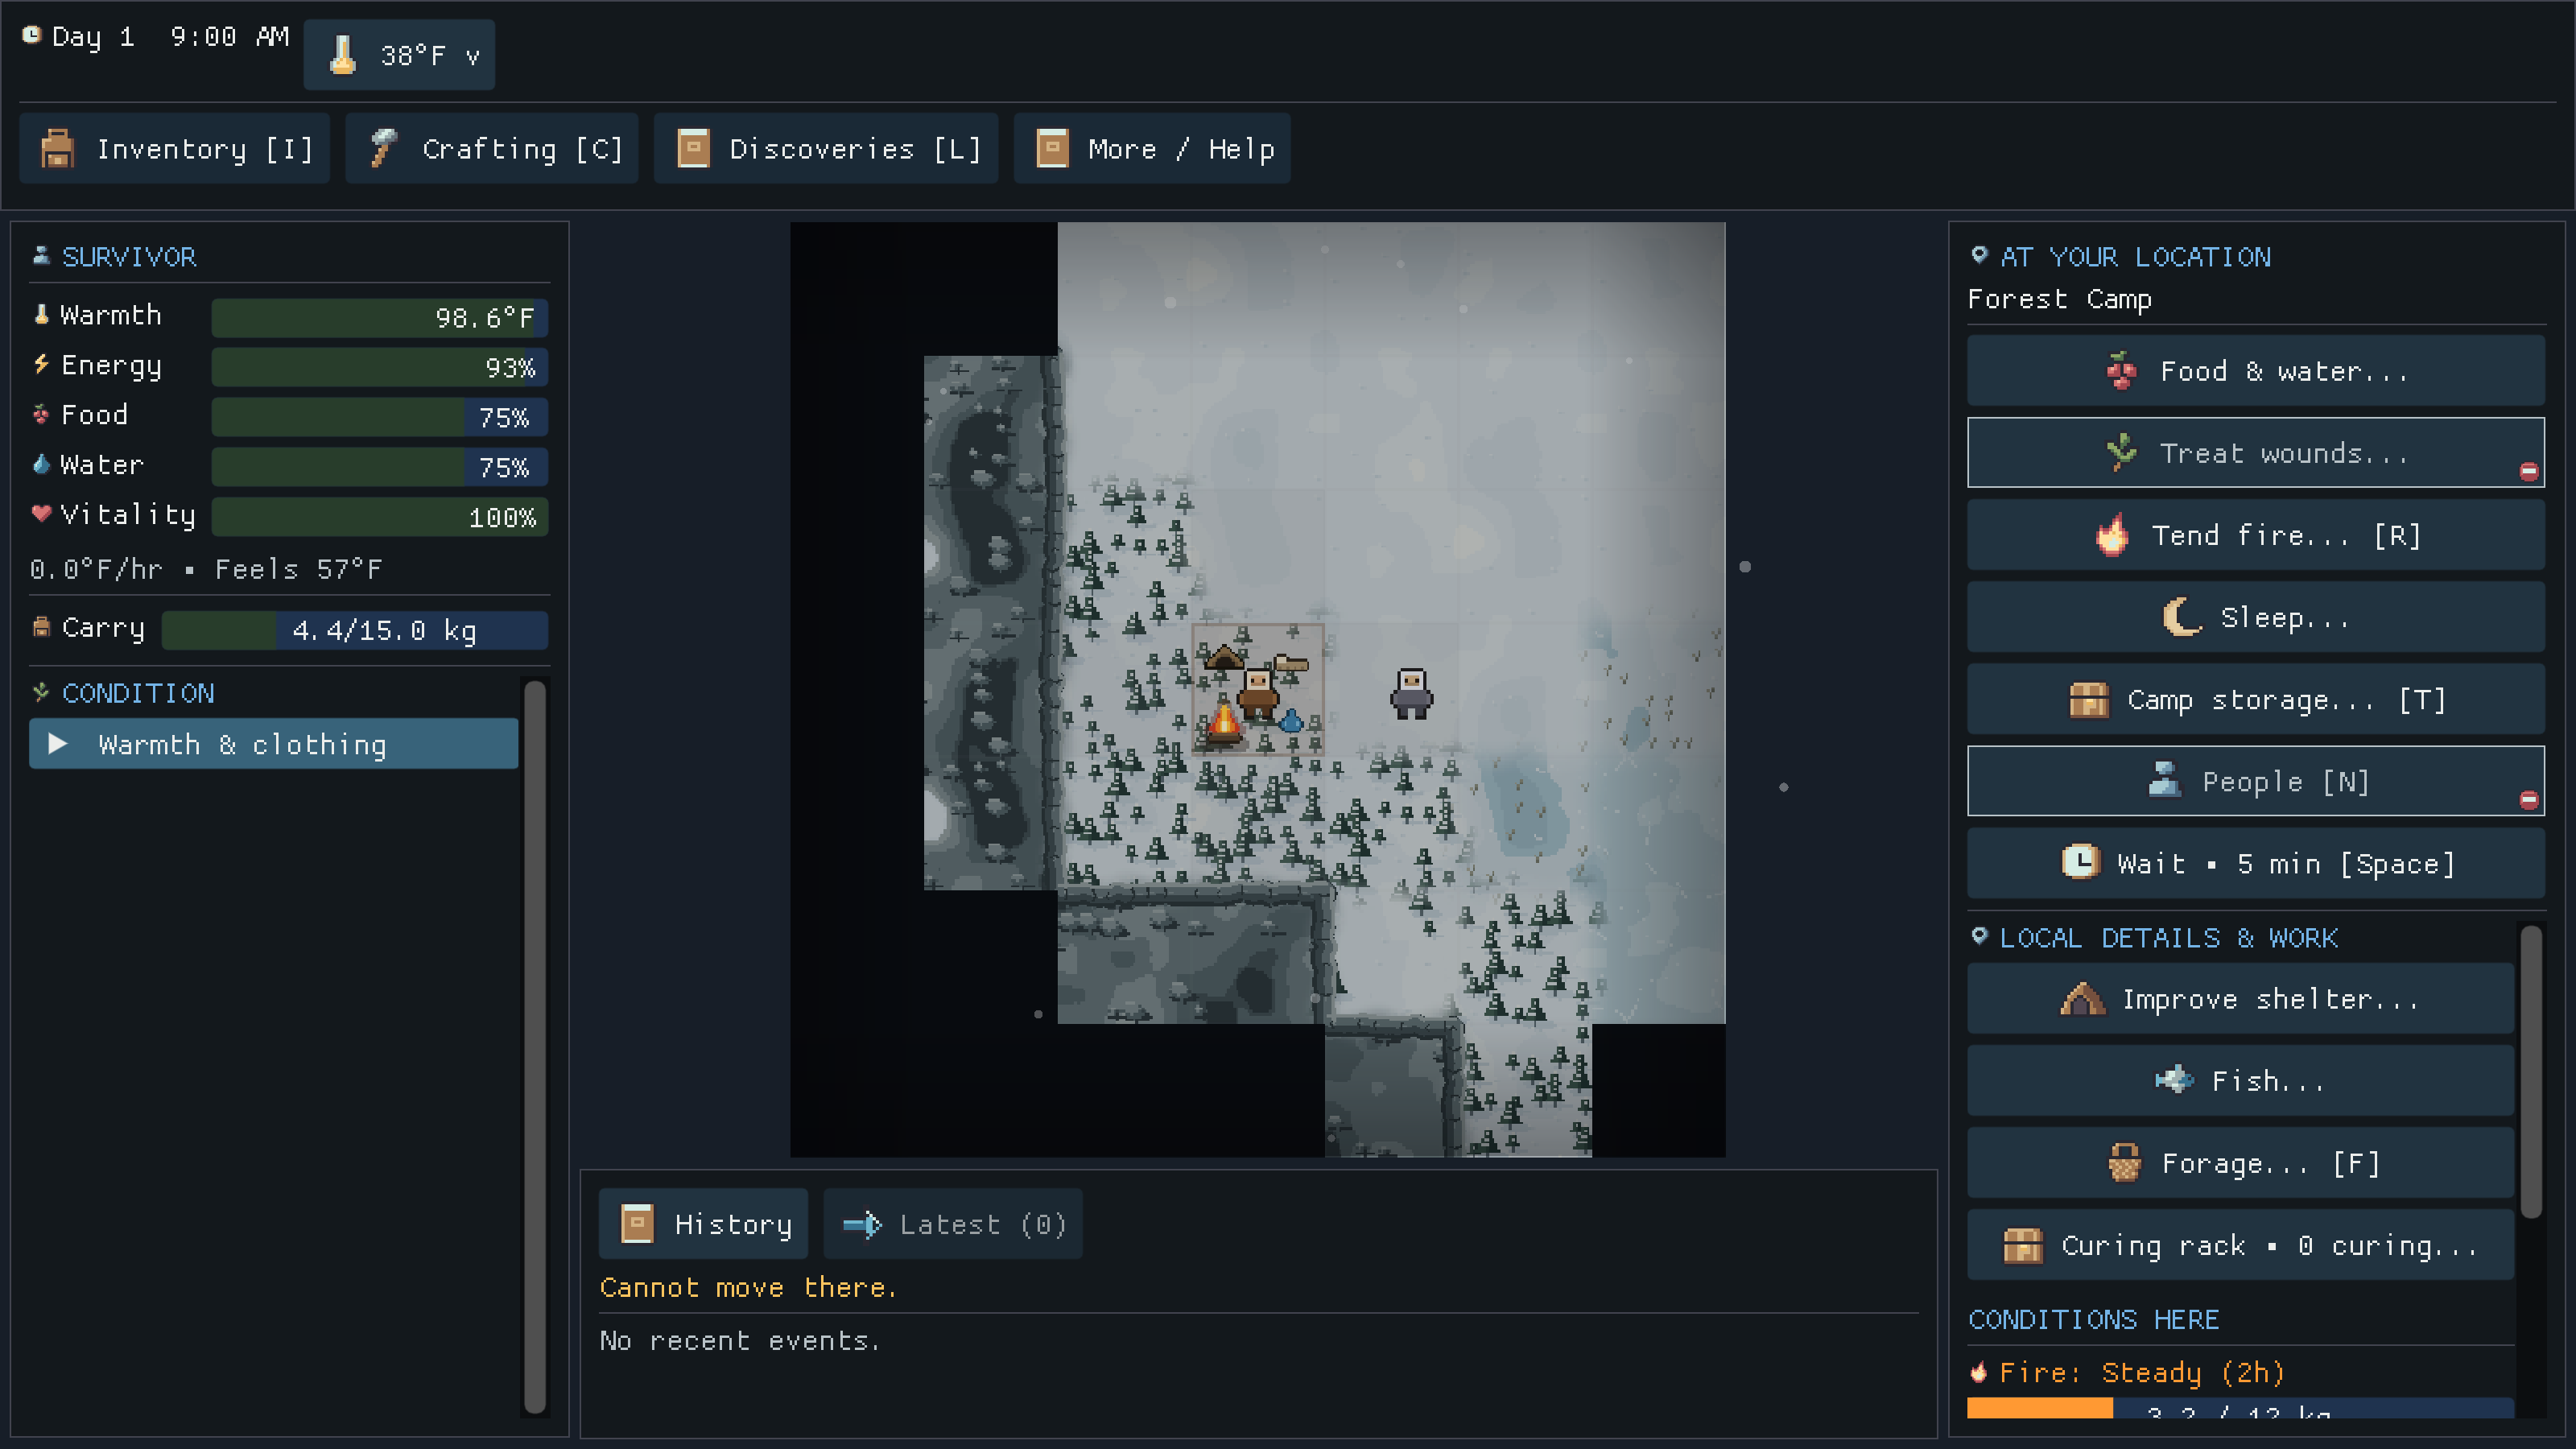 Day 1 9:00 AM 38°F v
Inventory [I] Crafting [C] Discoveries [L] More / Help
SURVIVOR
Warmth 98.6°F
Energy 93%
Food 75%
Water 75%
Vitality 100%
0.0°F/hr ▪ Feels 57°F
Carry 4.4/15.0 kg
CONDITION
Warmth & clothing
History Latest (0)
Cannot move there.
No recent events.
AT YOUR LOCATION
Forest Camp
Food & water...
Treat wounds...
Tend fire... [R]
Sleep...
Camp storage... [T]
People [N]
Wait ▪ 5 min [Space]
LOCAL DETAILS & WORK
Improve shelter...
Fish...
Forage... [F]
Curing rack ▪ 0 curing...
CONDITIONS HERE
Fire: Steady (2h)
3.2 / 12 kg